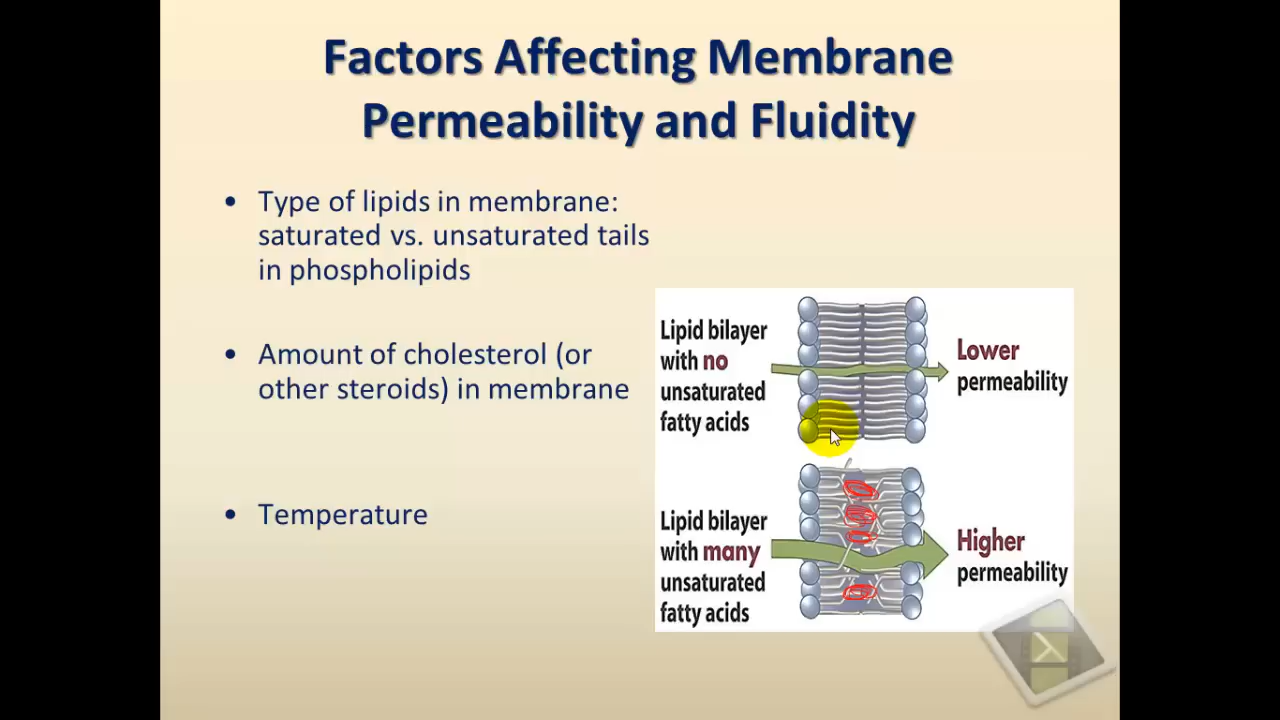 Factors Affecting Membrane
Permeability and Fluidity
• Type of lipids in membrane:
saturated vs. unsaturated tails
in phospholipids
• Amount of cholesterol (or
other steroids) in membrane
• Temperature
Lipid bilayer
with no
unsaturated
fatty acids
Lower
permeability
Lipid bilayer
with many
unsaturated
fatty acids
Higher
permeability